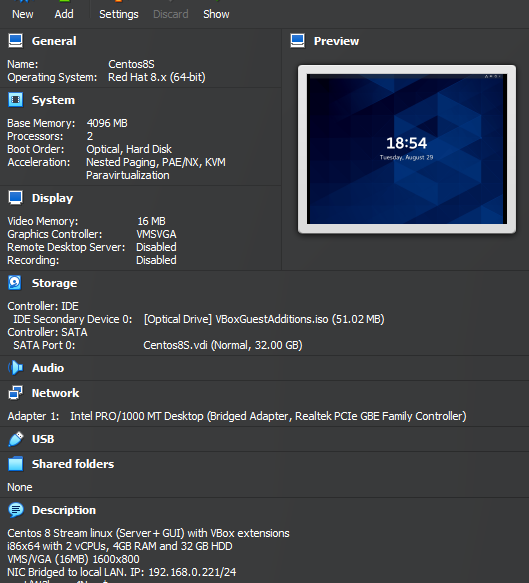 New Add Settings Discard Show
General
Name: Centos8S
Operating System: Red Hat 8.x (64-bit)
System
Base Memory: 4096 MB
Processors: 2
Boot Order: Optical, Hard Disk
Acceleration: Nested Paging, PAE/NX, KVM
Paravirtualization
Display
Video Memory: 16 MB
Graphics Controller: VMSVGA
Remote Desktop Server: Disabled
Recording: Disabled
Preview
18:54
Tuesday, August 29
Storage
Controller: IDE
IDE Secondary Device 0: [Optical Drive] VBoxGuestAdditions.iso (51.02 MB)
Controller: SATA
SATA Port 0: Centos8S.vdi (Normal, 32.00 GB)
Audio
Network
Adapter 1: Intel PRO/1000 MT Desktop (Bridged Adapter, Realtek PCIe GBE Family Controller)
USB
Shared folders
None
Description
Centos 8 Stream linux (Server+ GUI) with VBox extensions
i86x64 with 2 vCPUs, 4GB RAM and 32 GB HDD
VMS/VGA (16MB) 1600x800
NIC Bridged to local LAN. IP: 192.168.0.221/24